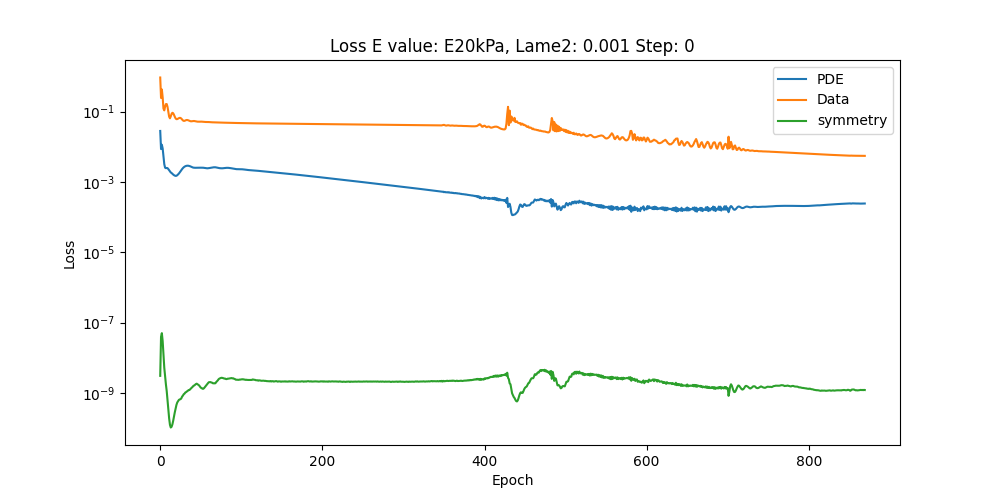 Loss E value: E20kPa, Lame2: 0.001 Step: 0
PDE
Data
symmetry
10⁻¹
10⁻³
10⁻⁵
10⁻⁷
10⁻⁹
Loss
0 200 400 600 800
Epoch